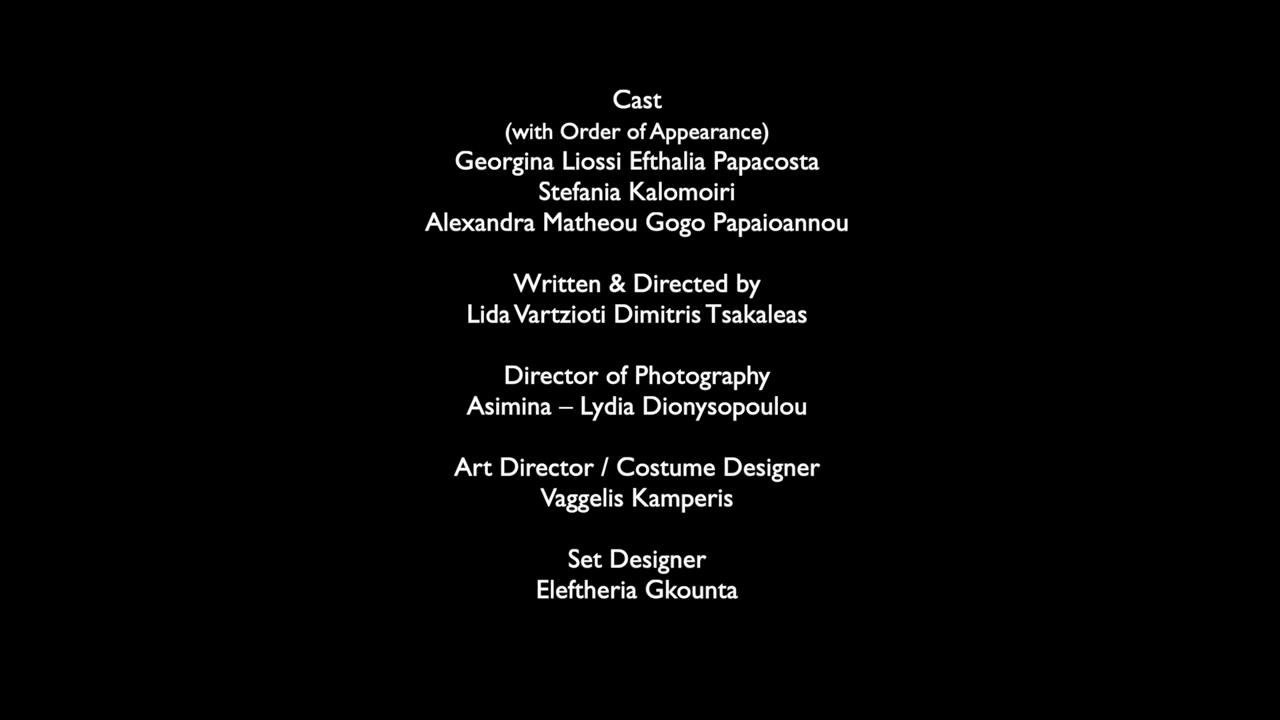 Cast
(with Order of Appearance)
Georgina Liossi Efthalia Papacosta
Stefania Kalomoiri
Alexandra Matheou Gogo Papaioannou
Written & Directed by
Lida Vartzioti Dimitris Tsakaleas
Director of Photography
Asimina – Lydia Dionysopoulou
Art Director / Costume Designer
Vaggelis Kamperis
Set Designer
Eleftheria Gkounta